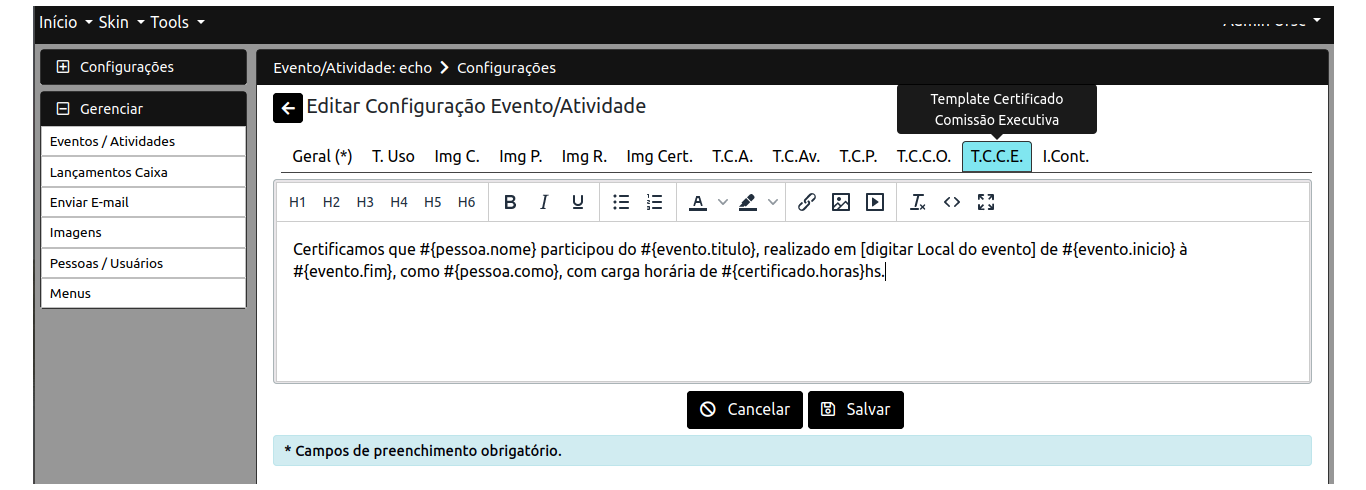 Início Skin Tools
Configurações
Evento/Atividade: echo Configurações
Gerenciar
Editar Configuração Evento/Atividade
Template Certificado
Comissão Executiva
Eventos / Atividades
Lançamentos Caixa
Enviar E-mail
Imagens
Pessoas / Usuários
Menus
Geral (*) T. Uso Img C. Img P. Img R. Img Cert. T.C.A. T.C.Av. T.C.P. T.C.C.O. T.C.C.E. I.Cont.
H1 H2 H3 H4 H5 H6 B I U A
Certificamos que #{pessoa.nome} participou do #{evento.titulo}, realizado em [digitar Local do evento] de #{evento.inicio} à
#{evento.fim}, como #{pessoa.como}, com carga horária de #{certificado.horas}hs.
Cancelar Salvar
* Campos de preenchimento obrigatório.